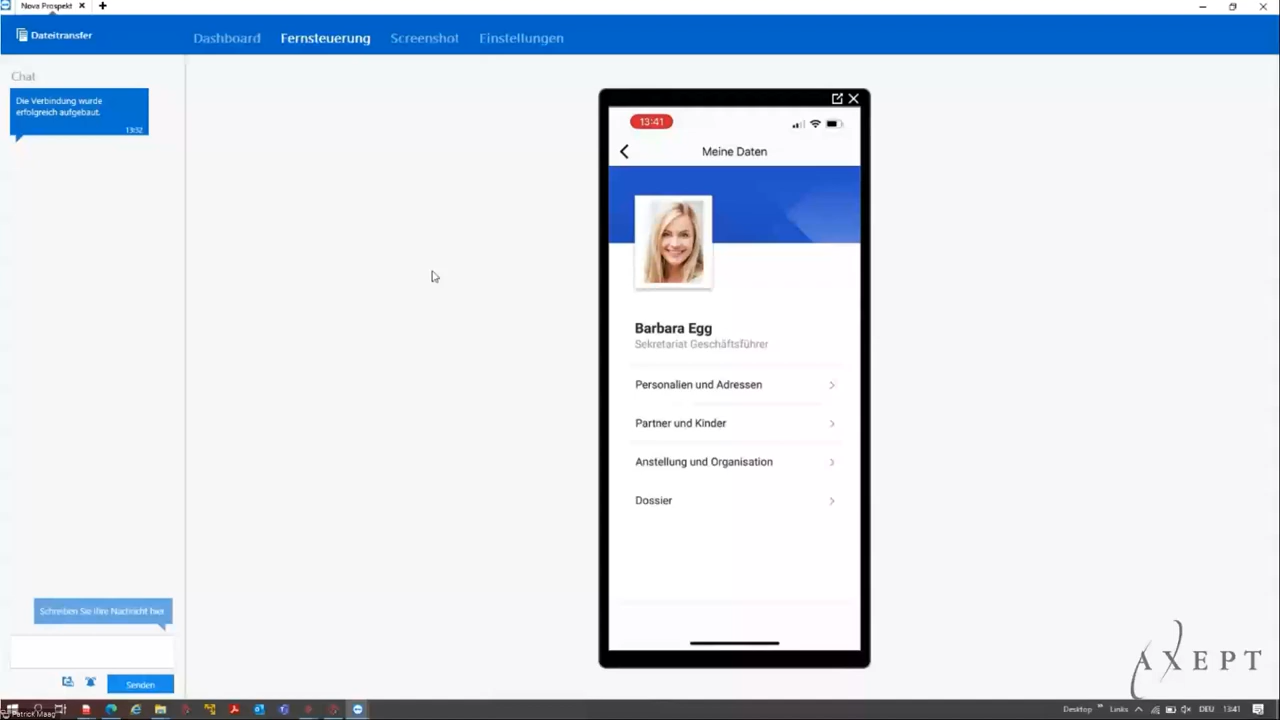 Nova Prospekt
Dateitransfer
Dashboard
Fernsteuerung
Screenshot
Einstellungen
Chat
Die Verbindung wurde
erfolgreich aufgebaut.
13:32
13:41
Meine Daten
Barbara Egg
Sekretariat Geschäftsführer
Personalien und Adressen
Partner und Kinder
Anstellung und Organisation
Dossier
Schreiben Sie Ihre Nachricht hier
Senden
AXEPT
Patrick Maag
Desktop
Links
DEU
13:41